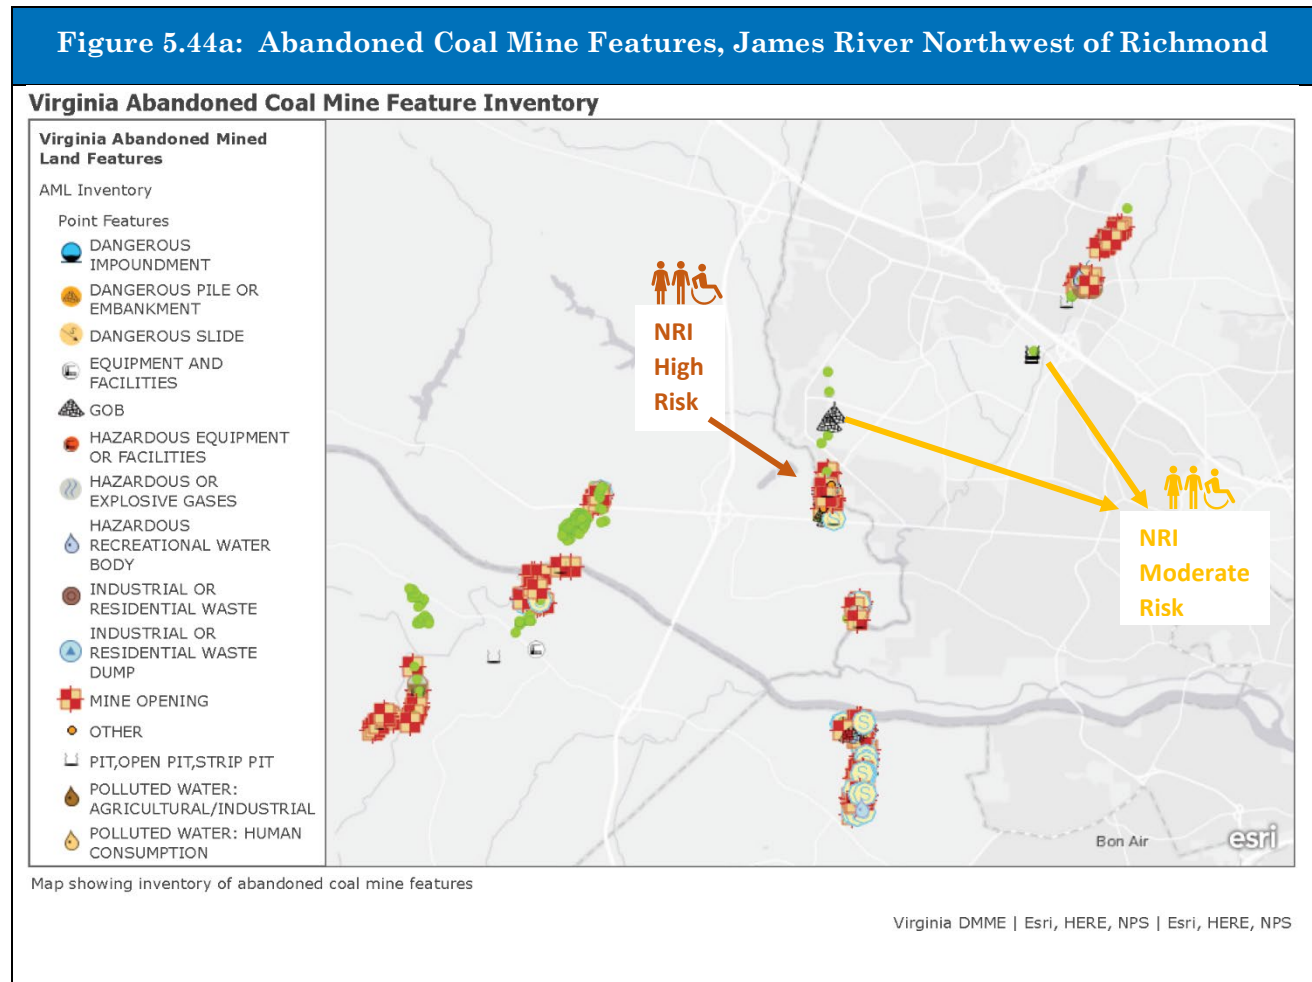 Figure 5.44a: Abandoned Coal Mine Features, James River Northwest of Richmond
Virginia Abandoned Coal Mine Feature Inventory
Virginia Abandoned Mined
Land Features
AML Inventory
Point Features
DANGEROUS
IMPOUNDMENT
DANGEROUS PILE OR
EMBANKMENT
DANGEROUS SLIDE
EQUIPMENT AND
FACILITIES
GOB
HAZARDOUS EQUIPMENT
OR FACILITIES
HAZARDOUS OR
EXPLOSIVE GASES
HAZARDOUS
RECREATIONAL WATER
BODY
INDUSTRIAL OR
RESIDENTIAL WASTE
INDUSTRIAL OR
RESIDENTIAL WASTE
DUMP
MINE OPENING
OTHER
PIT,OPEN PIT,STRIP PIT
POLLUTED WATER:
AGRICULTURAL/INDUSTRIAL
POLLUTED WATER: HUMAN
CONSUMPTION
NRI
High
Risk
NRI
Moderate
Risk
S
S
S
S
Bon Air
esri
Map showing inventory of abandoned coal mine features
Virginia DMME | Esri, HERE, NPS | Esri, HERE, NPS